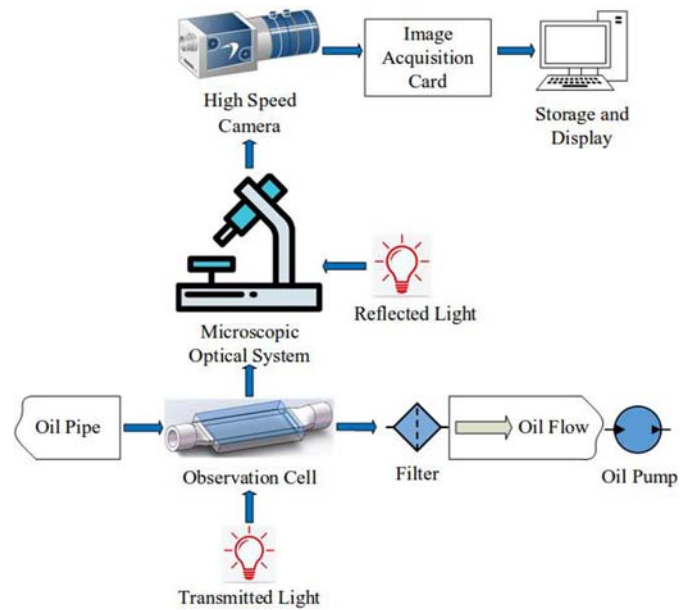 Image
Acquisition
Card
High Speed
Camera
Storage and
Display
Reflected Light
Microscopic
Optical System
Oil Pipe
Oil Flow
Observation Cell
Filter
Oil Pump
Transmitted Light